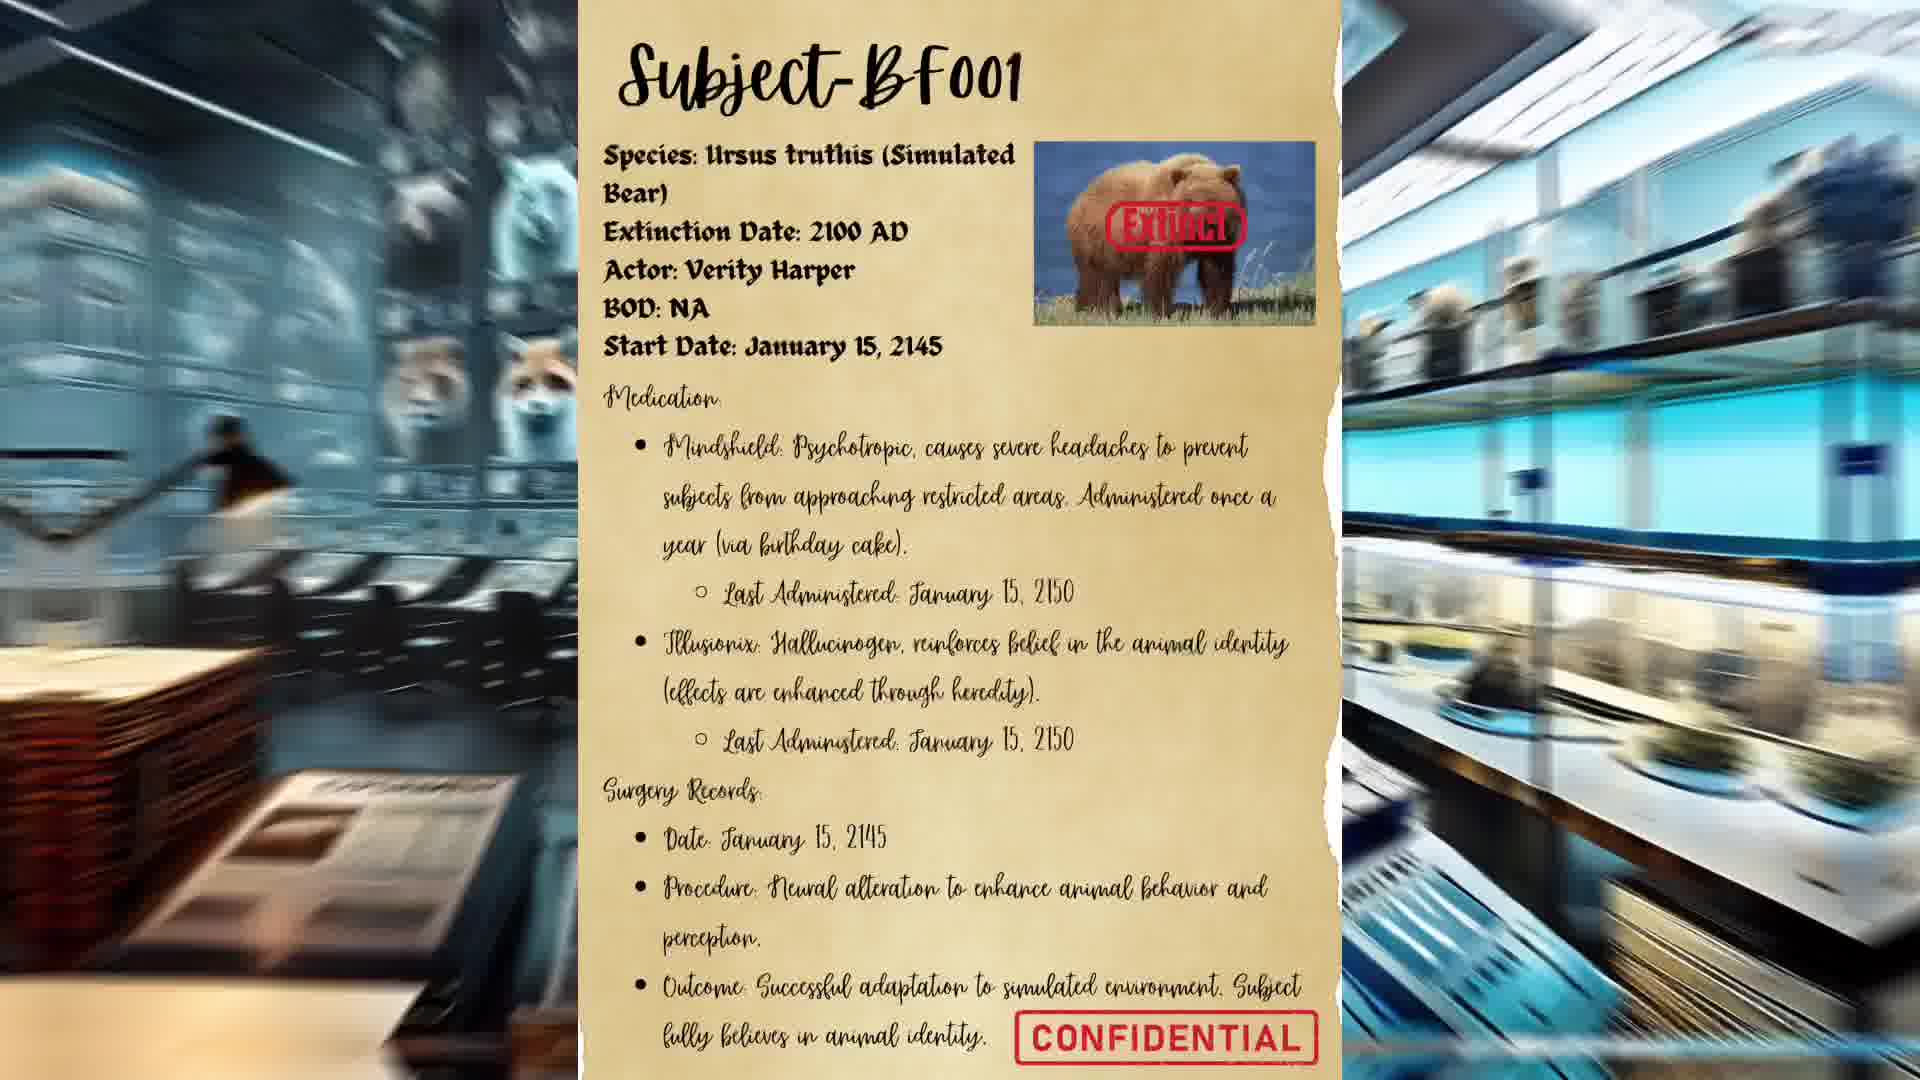 Subject-BF001
Species: Ursus truthis (Simulated
Bear)
Extinction Date: 2100 AD
Actor: Verity Harper
BOD: NA
Start Date: January 15, 2145
Extinct
Medication:
• Mindshield: Psychotropic, causes severe headaches to prevent
subjects from approaching restricted areas. Administered once a
year (via birthday cake).
○ Last Administered: January 15, 2150
• Illusionix: Hallucinogen, reinforces belief in the animal identity
(effects are enhanced through heredity).
○ Last Administered: January 15, 2150
Surgery Records:
• Date: January 15, 2145
• Procedure: Neural alteration to enhance animal behavior and
perception.
• Outcome: Successful adaptation to simulated environment. Subject
fully believes in animal identity.
CONFIDENTIAL